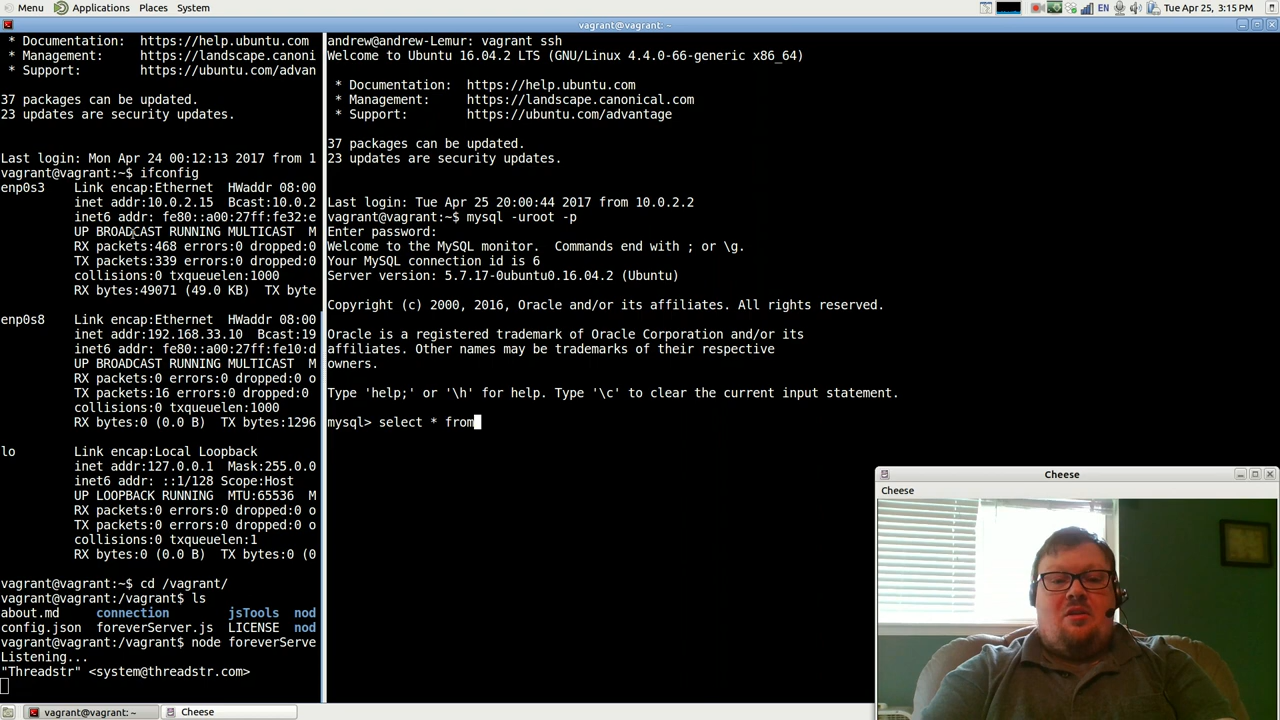 Menu Applications Places System EN Tue Apr 25, 3:15 PM
vagrant@vagrant: ~
* Documentation: https://help.ubuntu.com
* Management: https://landscape.canoni
* Support: https://ubuntu.com/advan
37 packages can be updated.
23 updates are security updates.
Last login: Mon Apr 24 00:12:13 2017 from 1
vagrant@vagrant:~$ ifconfig
enp0s3 Link encap:Ethernet HWaddr 08:00
inet addr:10.0.2.15 Bcast:10.0.2
inet6 addr: fe80::a00:27ff:fe32:e
UP BROADCAST RUNNING MULTICAST M
RX packets:468 errors:0 dropped:0
TX packets:339 errors:0 dropped:0
collisions:0 txqueuelen:1000
RX bytes:49071 (49.0 KB) TX byte
enp0s8 Link encap:Ethernet HWaddr 08:00
inet addr:192.168.33.10 Bcast:19
inet6 addr: fe80::a00:27ff:fe10:d
UP BROADCAST RUNNING MULTICAST M
RX packets:0 errors:0 dropped:0 o
TX packets:16 errors:0 dropped:0
collisions:0 txqueuelen:1000
RX bytes:0 (0.0 B) TX bytes:1296
lo Link encap:Local Loopback
inet addr:127.0.0.1 Mask:255.0.0
inet6 addr: ::1/128 Scope:Host
UP LOOPBACK RUNNING MTU:65536 M
RX packets:0 errors:0 dropped:0 o
TX packets:0 errors:0 dropped:0 o
collisions:0 txqueuelen:1
RX bytes:0 (0.0 B) TX bytes:0 (0
vagrant@vagrant:~$ cd /vagrant/
vagrant@vagrant:/vagrant$ ls
about.md connection jsTools nod
config.json foreverServer.js LICENSE nod
vagrant@vagrant:/vagrant$ node foreverServe
Listening...
"Threadstr" <system@threadstr.com>
andrew@andrew-Lemur: vagrant ssh
Welcome to Ubuntu 16.04.2 LTS (GNU/Linux 4.4.0-66-generic x86_64)
* Documentation: https://help.ubuntu.com
* Management: https://landscape.canonical.com
* Support: https://ubuntu.com/advantage
37 packages can be updated.
23 updates are security updates.
Last login: Tue Apr 25 20:00:44 2017 from 10.0.2.2
vagrant@vagrant:~$ mysql -uroot -p
Enter password:
Welcome to the MySQL monitor. Commands end with ; or \g.
Your MySQL connection id is 6
Server version: 5.7.17-0ubuntu0.16.04.2 (Ubuntu)
Copyright (c) 2000, 2016, Oracle and/or its affiliates. All rights reserved.
Oracle is a registered trademark of Oracle Corporation and/or its
affiliates. Other names may be trademarks of their respective
owners.
Type 'help;' or '\h' for help. Type '\c' to clear the current input statement.
mysql> select * from
Cheese
Cheese
vagrant@vagrant: ~ Cheese